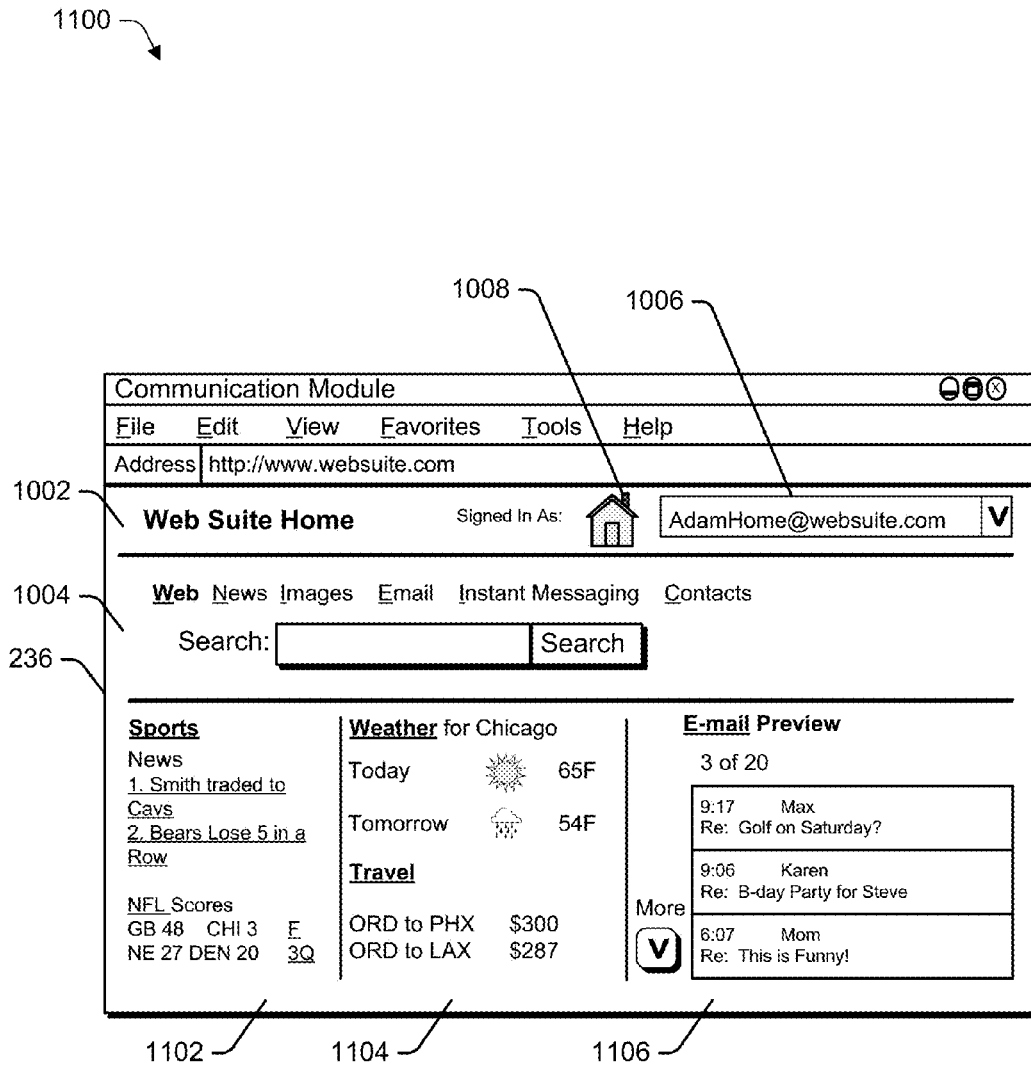 1100
1008
1006
Communication Module
File Edit View Favorites Tools Help
Address http://www.websuite.com
1002
Web Suite Home Signed In As: AdamHome@websuite.com V
1004
Web News Images Email Instant Messaging Contacts
Search: Search
236
Sports
News
1. Smith traded to
Cavs
2. Bears Lose 5 in a
Row
NFL Scores
GB 48 CHI 3 F
NE 27 DEN 20 3Q
Weather for Chicago
Today 65F
Tomorrow 54F
Travel
ORD to PHX $300
ORD to LAX $287
E-mail Preview
3 of 20
9:17 Max
Re: Golf on Saturday?
9:06 Karen
Re: B-day Party for Steve
6:07 Mom
Re: This is Funny!
More
V
1102
1104
1106